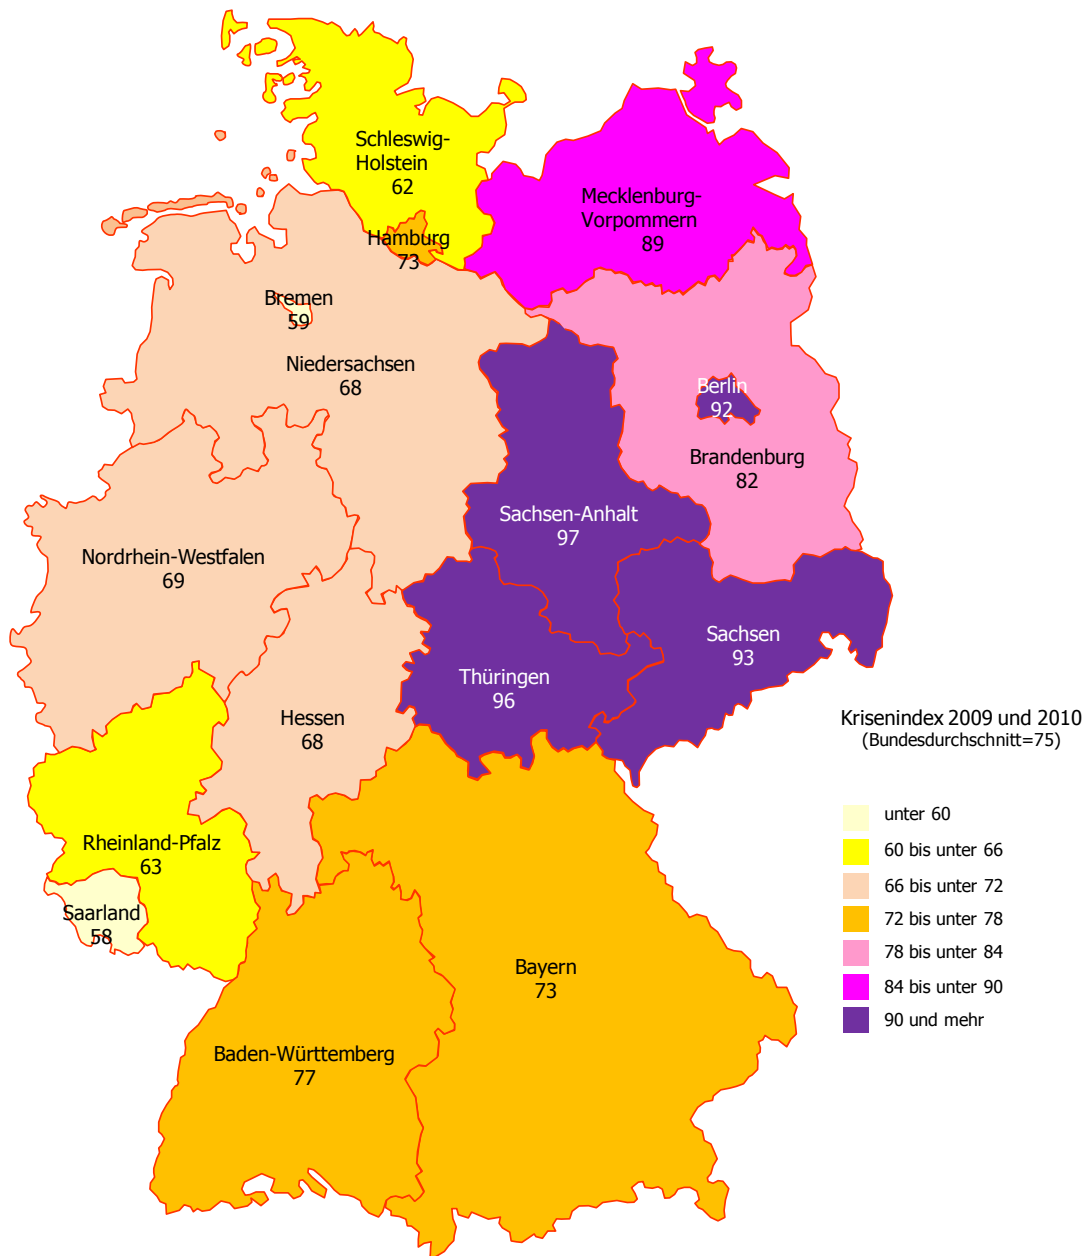 Schleswig-
Holstein
62
Mecklenburg-
Vorpommern
89
Hamburg
73
Bremen
59
Niedersachsen
68
Berlin
92
Brandenburg
82
Sachsen-Anhalt
97
Nordrhein-Westfalen
69
Sachsen
93
Thüringen
96
Hessen
68
Krisenindex 2009 und 2010
(Bundesdurchschnitt=75)
unter 60
60 bis unter 66
66 bis unter 72
72 bis unter 78
78 bis unter 84
84 bis unter 90
90 und mehr
Rheinland-Pfalz
63
Saarland
58
Bayern
73
Baden-Württemberg
77